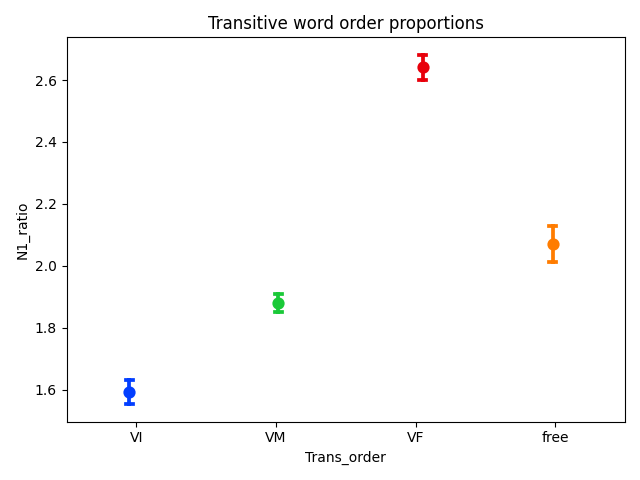 Transitive word order proportions
N1_ratio
2.6
2.4
2.2
2.0
1.8
1.6
VI VM VF free
Trans_order